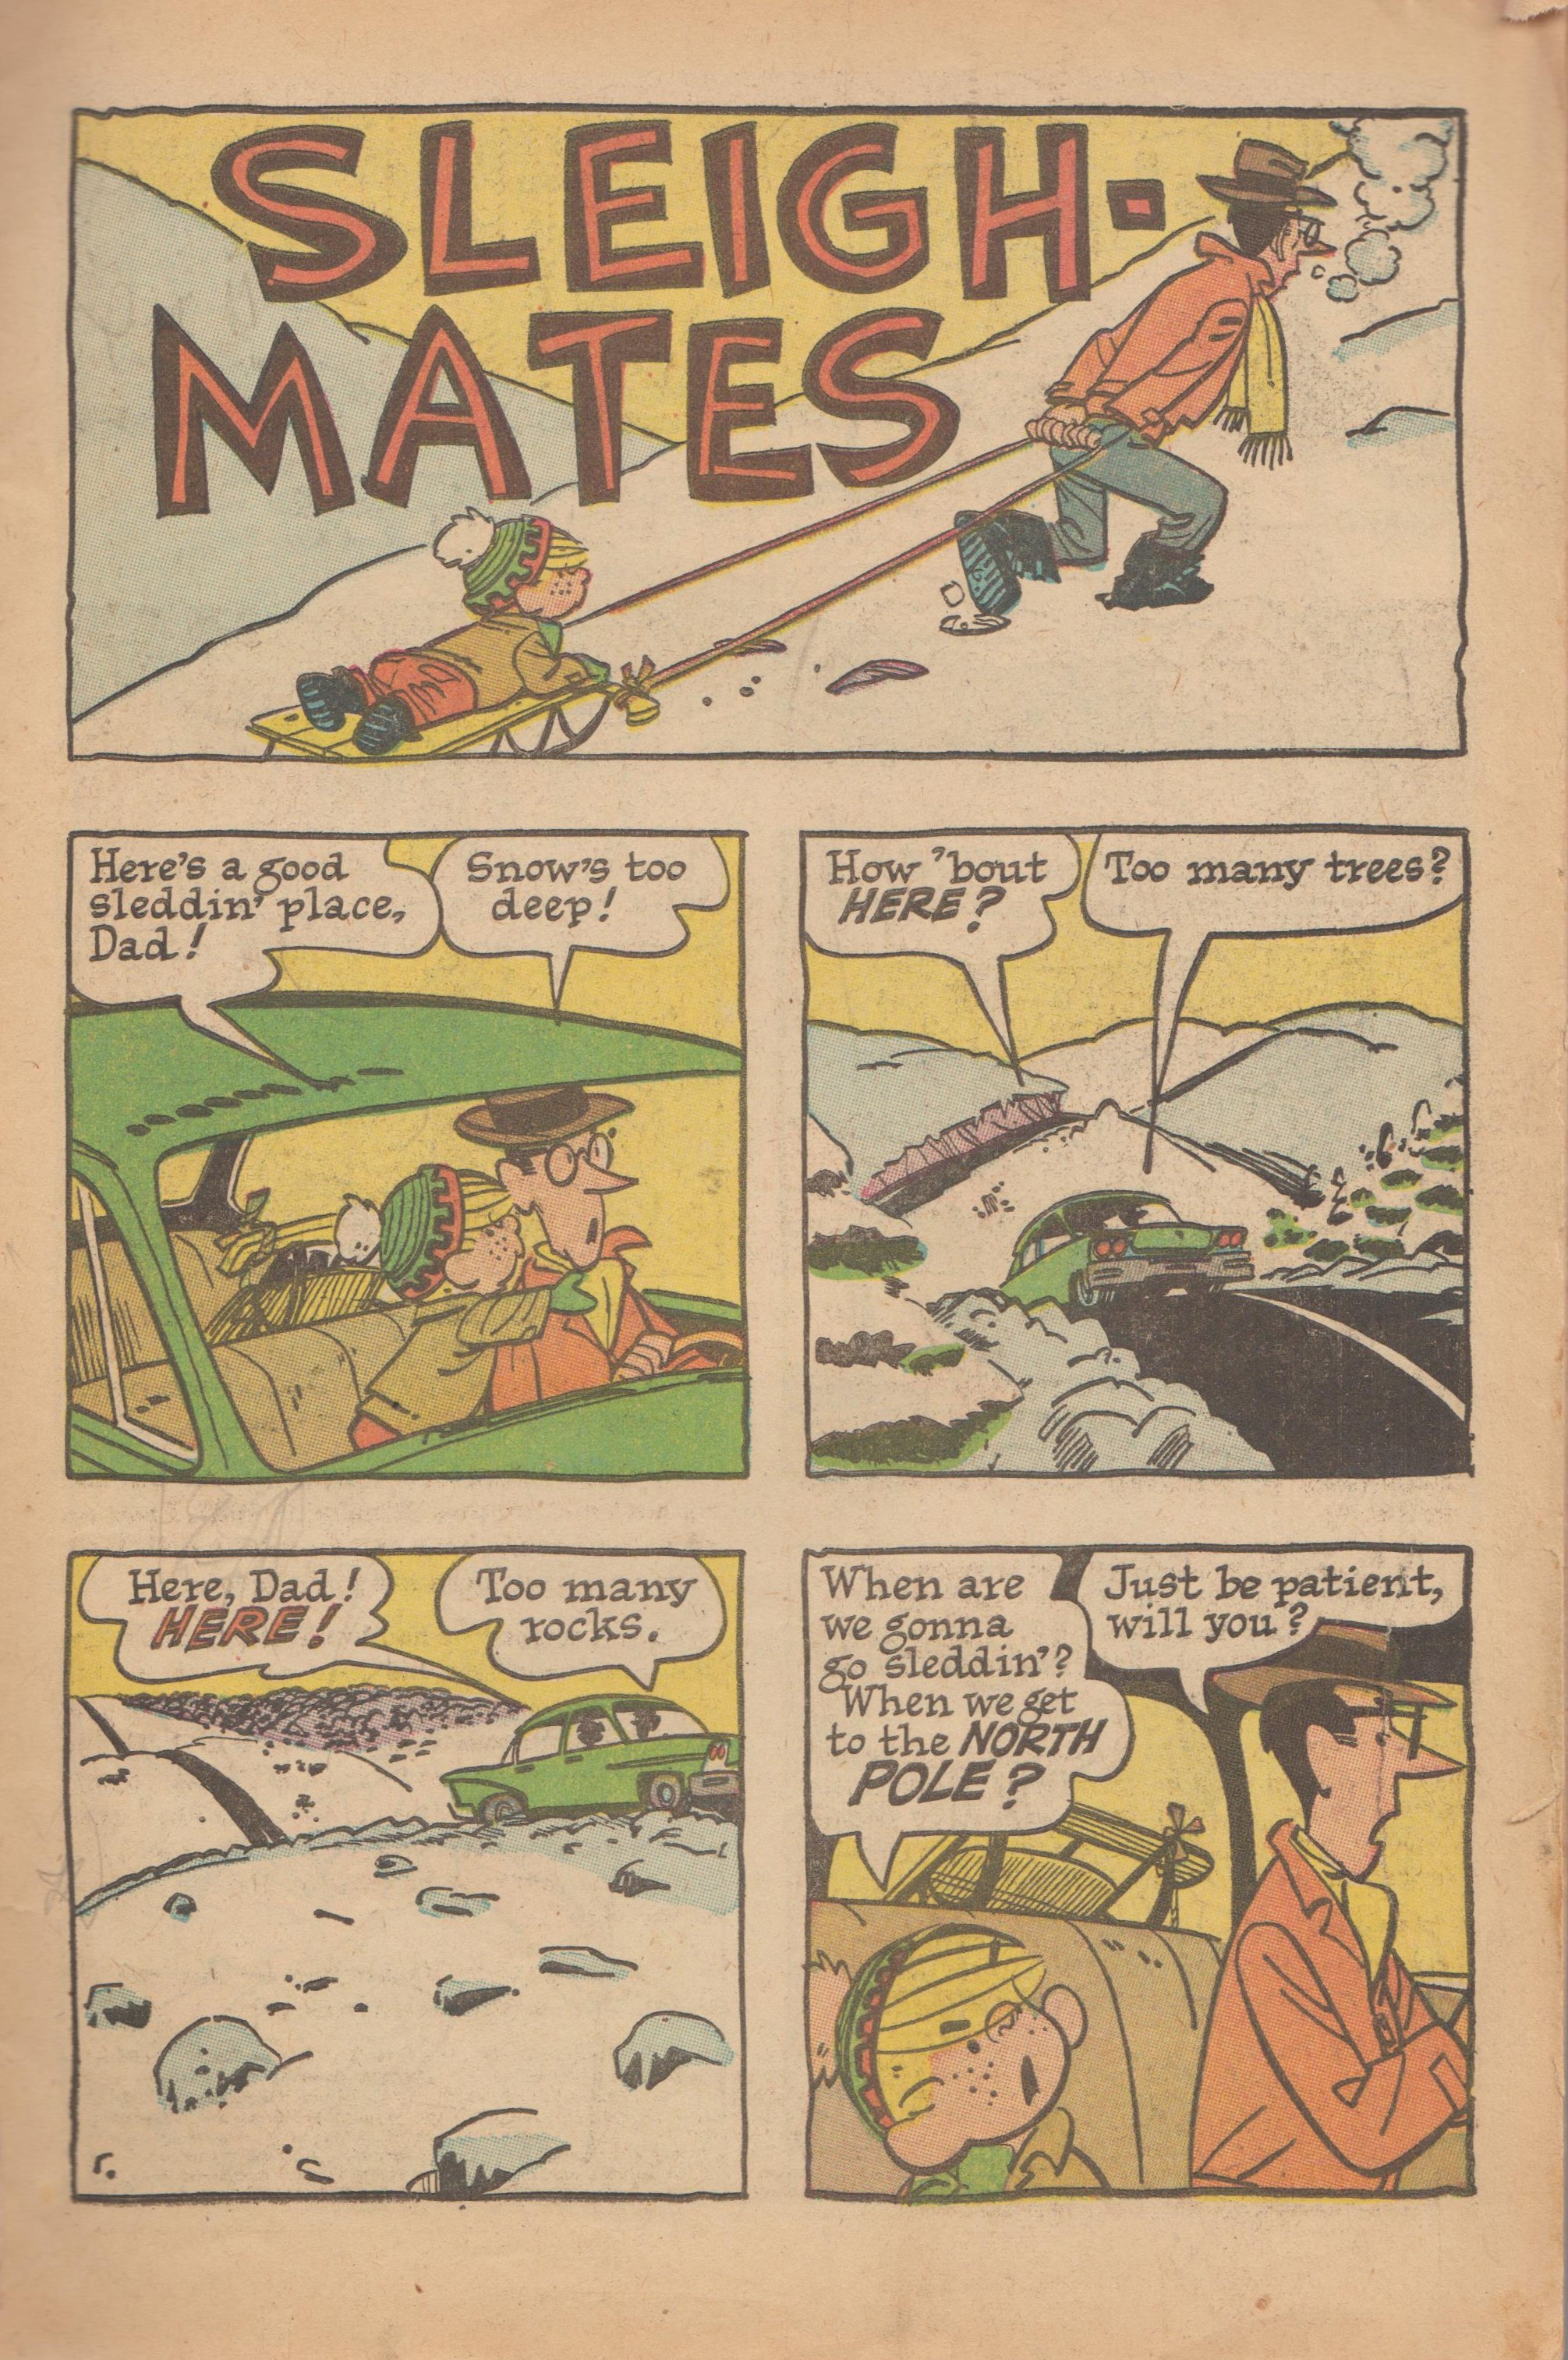 SLEIGH-
MATES
Here's a good
sleddin' place,
Dad!
Snow's too
deep!
How 'bout
HERE?
Too many trees?
Here, Dad!
HERE!
Too many
rocks.
When are
we gonna
go sleddin'?
When we get
to the NORTH
POLE?
Just be patient,
will you?